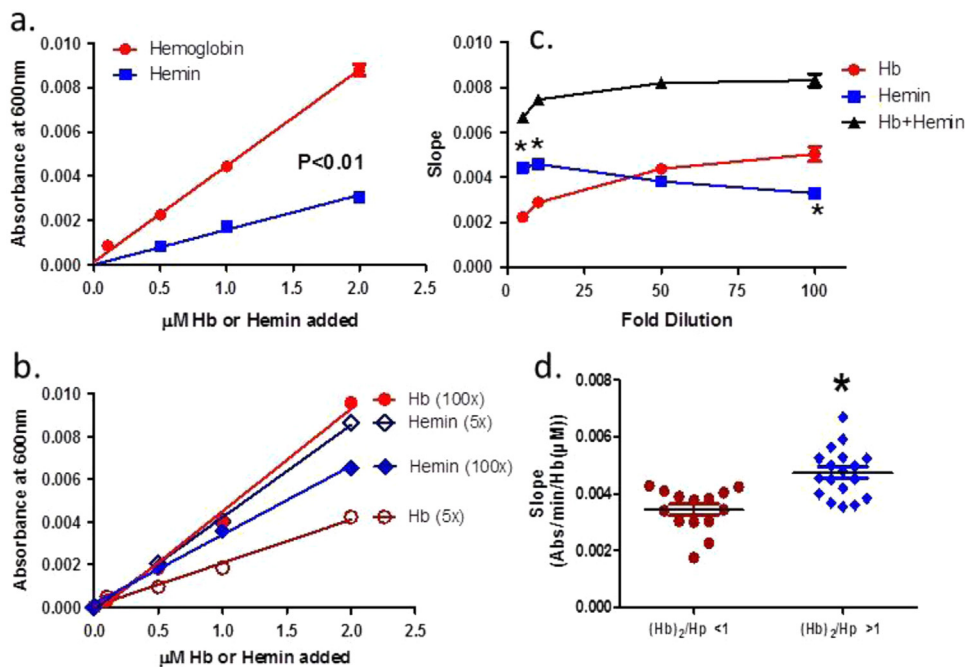 a.
Hemoglobin
Hemin
P<0.01
Absorbance at 600nm
0.010
0.008
0.006
0.004
0.002
0.000
0.0 0.5 1.0 1.5 2.0 2.5
μM Hb or Hemin added
c.
Hb
Hemin
Hb+Hemin
Slope
0.010
0.008
0.006
0.004
0.002
0.000
* *
*
0 25 50 75 100
Fold Dilution
b.
Absorbance at 600nm
0.010
0.008
0.006
0.004
0.002
0.000
Hb (100x)
Hemin (5x)
Hemin (100x)
Hb (5x)
0.0 0.5 1.0 1.5 2.0 2.5
μM Hb or Hemin added
d.
*
Slope
(Abs/min/Hb(μM))
0.008
0.006
0.004
0.002
0.000
(Hb)2/Hp <1 (Hb)2/Hp >1